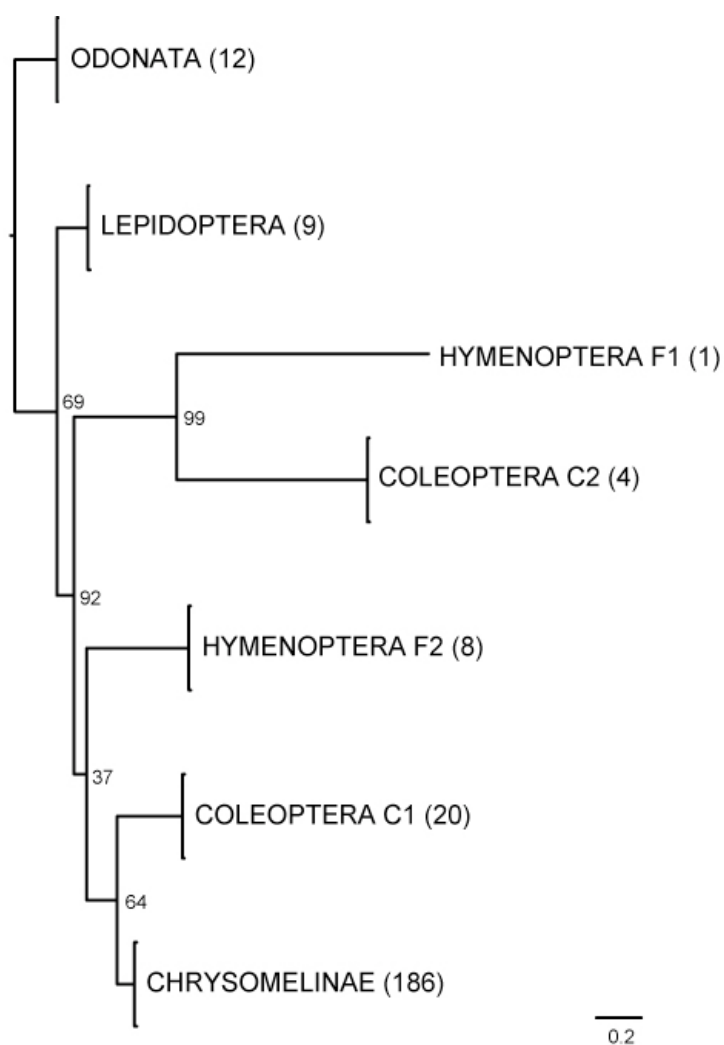 ODONATA (12)
LEPIDOPTERA (9)
HYMENOPTERA F1 (1)
69
99
COLEOPTERA C2 (4)
92
HYMENOPTERA F2 (8)
37
COLEOPTERA C1 (20)
64
CHRYSOMELINAE (186)
0.2